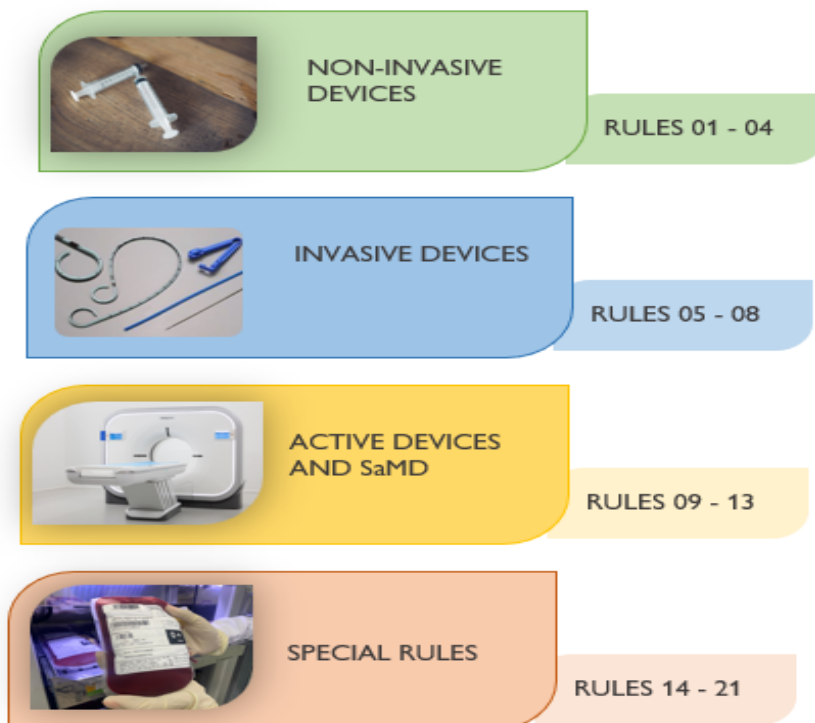 NON-INVASIVE
DEVICES
RULES 01 - 04
INVASIVE DEVICES
RULES 05 - 08
ACTIVE DEVICES
AND SaMD
RULES 09 - 13
SPECIAL RULES
RULES 14 - 21